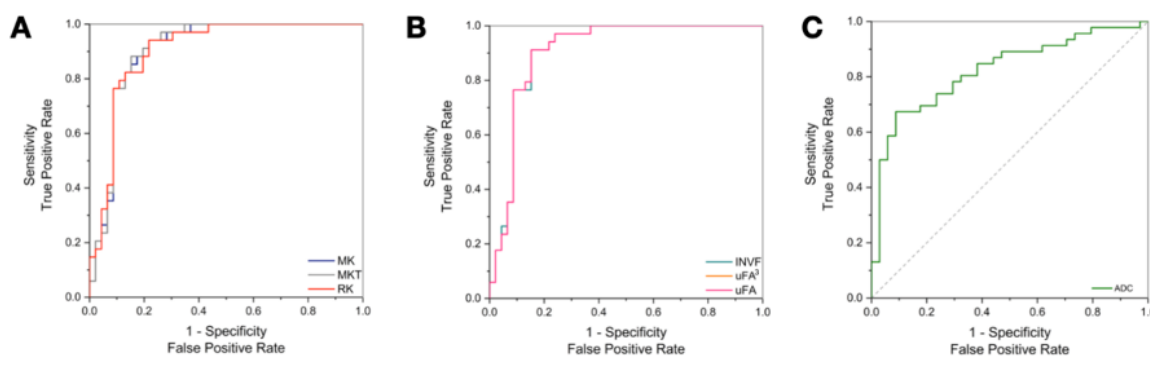 A
1.0
0.8
0.6
0.4
0.2
0.0
Sensitivity
True Positive Rate
MK
MKT
RK
0.0 0.2 0.4 0.6 0.8 1.0
1 - Specificity
False Positive Rate
B
1.0
0.8
0.6
0.4
0.2
0.0
Sensitivity
True Positive Rate
INVF
uFA³
uFA
0.0 0.2 0.4 0.6 0.8 1.0
1 - Specificity
False Positive Rate
C
1.0
0.8
0.6
0.4
0.2
0.0
Sensitivity
True Positive Rate
ADC
0.0 0.2 0.4 0.6 0.8 1.0
1 - Specificity
False Positive Rate